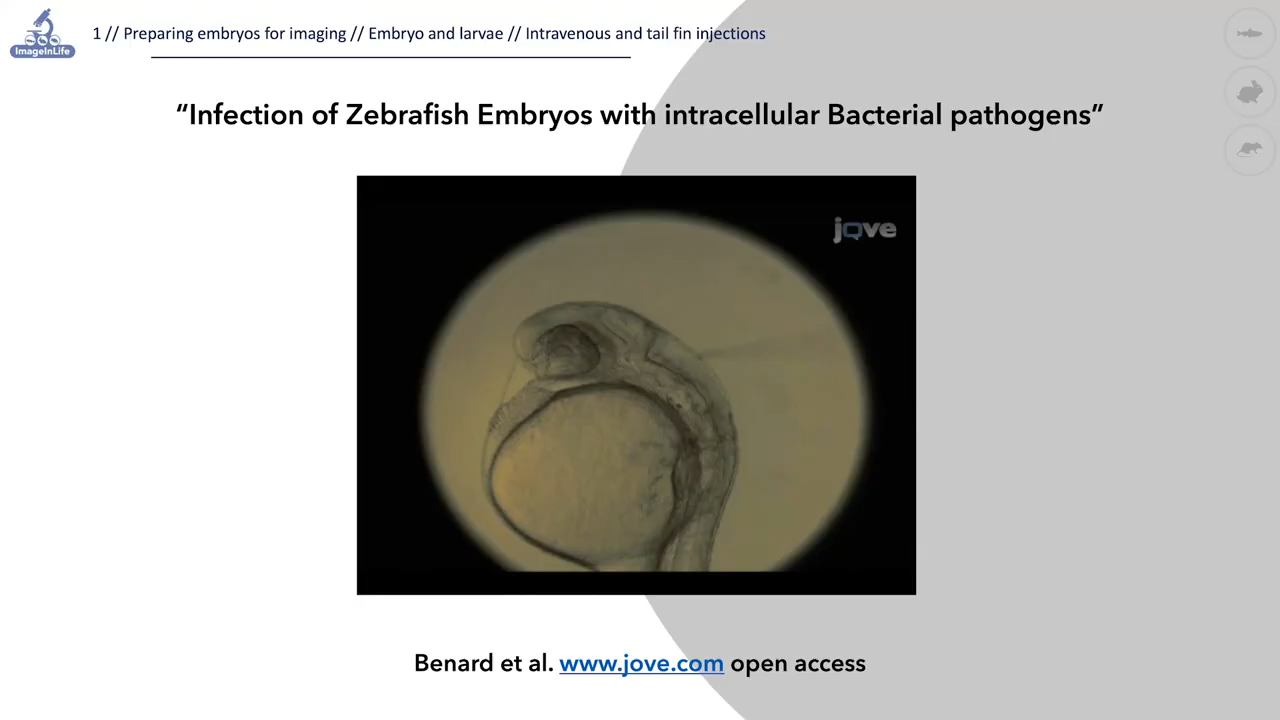 ImageInLife
1 // Preparing embryos for imaging // Embryo and larvae // Intravenous and tail fin injections
“Infection of Zebrafish Embryos with intracellular Bacterial pathogens”
jove
Benard et al. www.jove.com open access